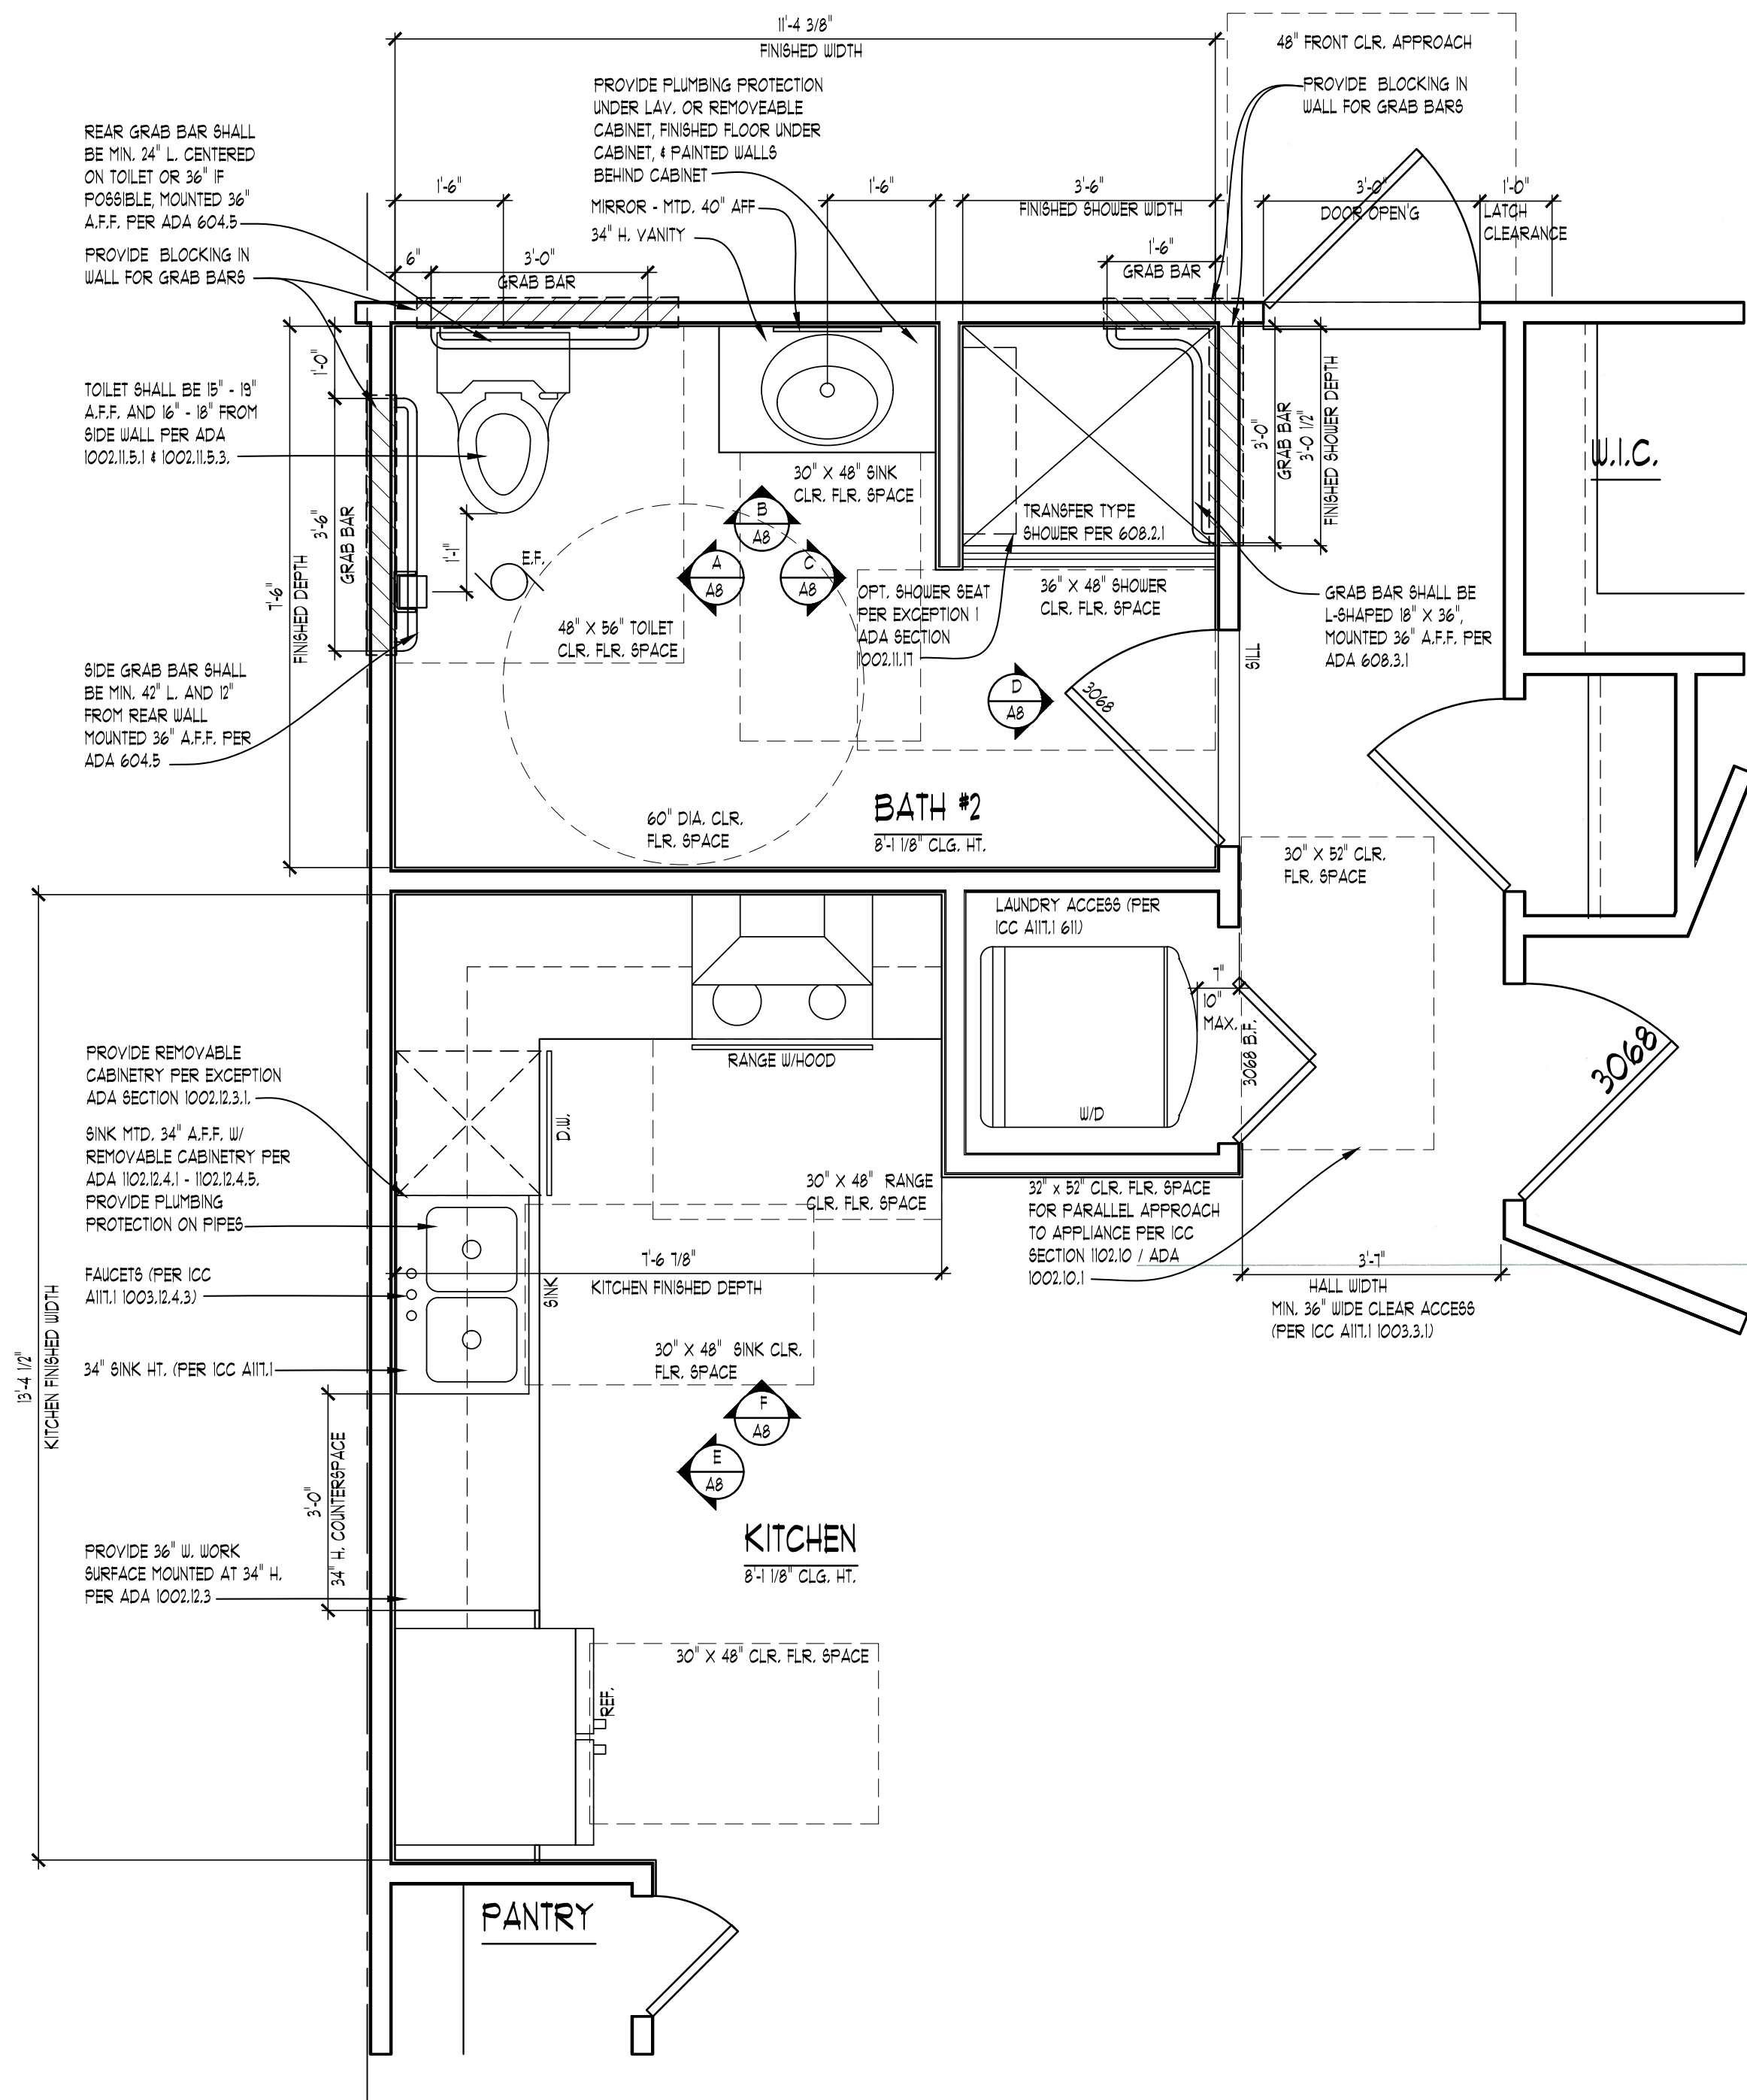 11'-4 3/8"
FINISHED WIDTH
48" FRONT CLR. APPROACH
PROVIDE BLOCKING IN
WALL FOR GRAB BARS
PROVIDE PLUMBING PROTECTION
UNDER LAV. OR REMOVEABLE
CABINET, FINISHED FLOOR UNDER
CABINET, & PAINTED WALLS
BEHIND CABINET
MIRROR - MTD. 40" AFF
34" H. VANITY
REAR GRAB BAR SHALL
BE MIN. 24" L. CENTERED
ON TOILET OR 36" IF
POSSIBLE, MOUNTED 36"
A.F.F. PER ADA 604.5
PROVIDE BLOCKING IN
WALL FOR GRAB BARS
1'-6"
6"
3'-0"
GRAB BAR
1'-6"
3'-6"
FINISHED SHOWER WIDTH
1'-6"
GRAB BAR
3'-0"
DOOR OPEN'G
1'-0"
LATCH
CLEARANCE
TOILET SHALL BE 15" - 19"
A.F.F. AND 16" - 18" FROM
SIDE WALL PER ADA
1002.11.5.1 & 1002.11.5.3.
1'-0"
3'-6"
GRAB BAR
7'-6"
FINISHED DEPTH
1'-1"
E.F.
48" X 56" TOILET
CLR. FLR. SPACE
30" X 48" SINK
CLR. FLR. SPACE
B
A8
A
A8
C
A8
D
A8
TRANSFER TYPE
SHOWER PER 608.2.1
OPT. SHOWER SEAT
PER EXCEPTION 1
ADA SECTION
1002.11.17
36" X 48" SHOWER
CLR. FLR. SPACE
3'-0"
GRAB BAR
3'-0 1/2"
FINISHED SHOWER DEPTH
W.I.C.
GRAB BAR SHALL BE
L-SHAPED 18" X 36",
MOUNTED 36" A.F.F. PER
ADA 608.3.1
SILL
3068
SIDE GRAB BAR SHALL
BE MIN. 42" L. AND 12"
FROM REAR WALL
MOUNTED 36" A.F.F. PER
ADA 604.5
60" DIA. CLR.
FLR. SPACE
BATH #2
8'-1 1/8" CLG. HT.
30" X 52" CLR.
FLR. SPACE
LAUNDRY ACCESS (PER
ICC A117.1 611)
7"
10"
MAX.
3068 B.F.
W/D
3068
RANGE W/HOOD
D.W.
PROVIDE REMOVABLE
CABINETRY PER EXCEPTION
ADA SECTION 1002.12.3.1.
SINK MTD. 34" A.F.F. W/
REMOVABLE CABINETRY PER
ADA 1102.12.4.1 - 1102.12.4.5.
PROVIDE PLUMBING
PROTECTION ON PIPES
FAUCETS (PER ICC
A117.1 1003.12.4.3)
34" SINK HT. (PER ICC A117.1
30" X 48" RANGE
CLR. FLR. SPACE
32" x 52" CLR. FLR. SPACE
FOR PARALLEL APPROACH
TO APPLIANCE PER ICC
SECTION 1102.10 / ADA
1002.10.1
7'-6 7/8"
KITCHEN FINISHED DEPTH
SINK
3'-7"
HALL WIDTH
MIN. 36" WIDE CLEAR ACCESS
(PER ICC A117.1 1003.3.1)
30" X 48" SINK CLR.
FLR. SPACE
13'-4 1/2"
KITCHEN FINISHED WIDTH
F
A8
E
A8
3'-0"
34" H. COUNTERSPACE
KITCHEN
8'-1 1/8" CLG. HT.
PROVIDE 36" W. WORK
SURFACE MOUNTED AT 34" H.
PER ADA 1002.12.3
30" X 48" CLR. FLR. SPACE
REF.
PANTRY